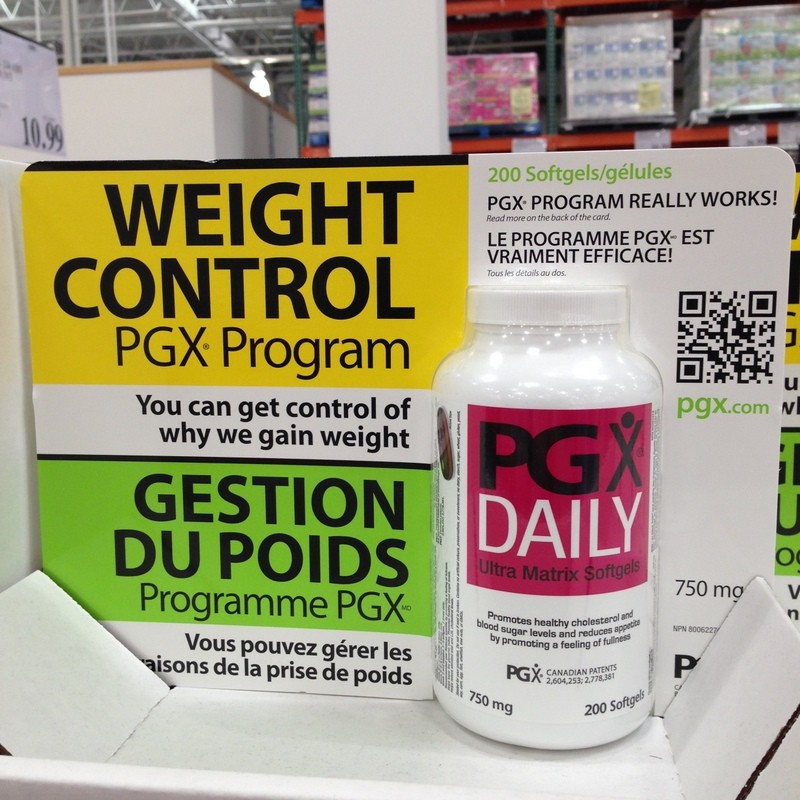 10.99
WEIGHT
CONTROL
PGX® Program
You can get control of
why we gain weight
GESTION
DU POIDS
Programme PGX MD
Vous pouvez gérer les
raisons de la prise de poids
200 Softgels/gélules
PGX® PROGRAM REALLY WORKS!
Read more on the back of the card.
LE PROGRAMME PGX MD EST
VRAIMENT EFFICACE!
Tous les détails au dos.
pgx.com
750 mg
PGX®
DAILY
Ultra Matrix Softgels
Promotes healthy cholesterol and
blood sugar levels and reduces appetite
by promoting a feeling of fullness
PGX® CANADIAN PATENTS
2,604,253; 2,778,381
750 mg
200 Softgels